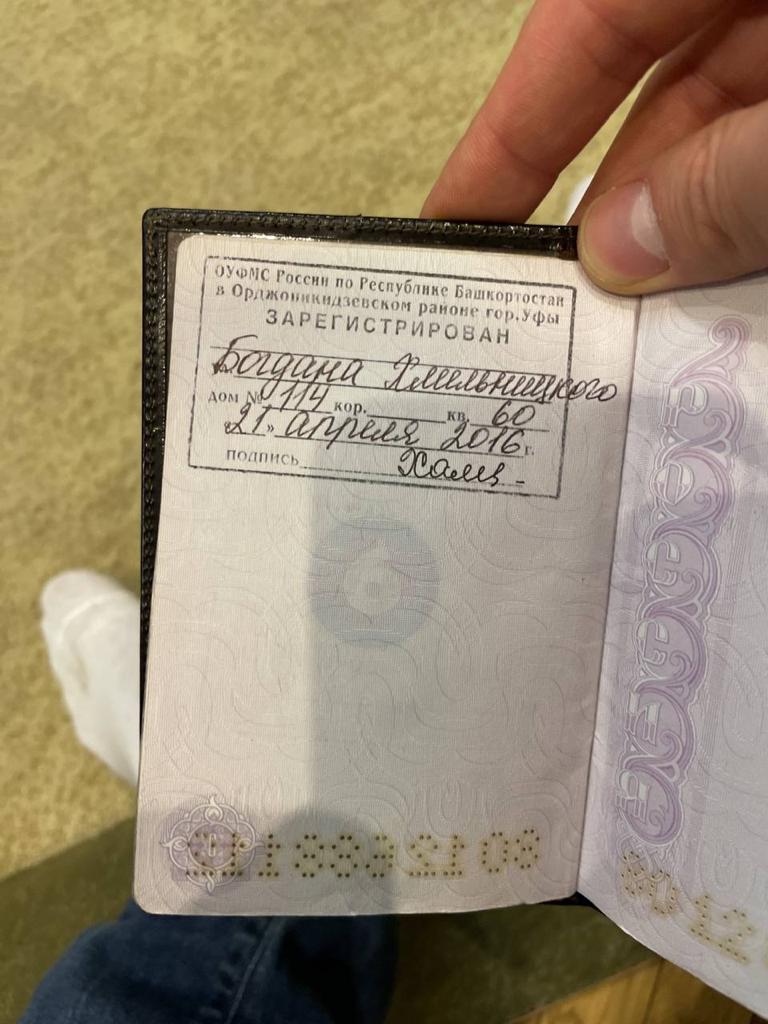 ОУФМС России по Республике Башкортостан
в Орджоникидзевском районе гор.Уфы
ЗАРЕГИСТРИРОВАН
Богдана Хмельницкого
дом № 114 кор. кв. 60
21 » апреля 2016 г.
подпись